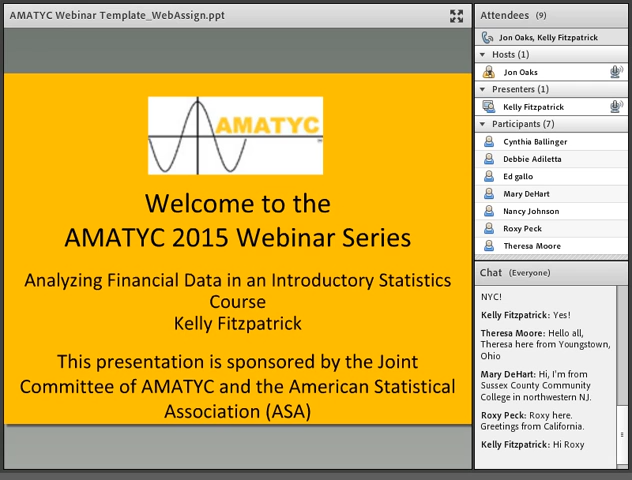 AMATYC Webinar Template_WebAssign.ppt
AMATYC
Welcome to the
AMATYC 2015 Webinar Series
Analyzing Financial Data in an Introductory Statistics
Course
Kelly Fitzpatrick
This presentation is sponsored by the Joint
Committee of AMATYC and the American Statistical
Association (ASA)
Attendees (9)
Jon Oaks, Kelly Fitzpatrick
Hosts (1)
Jon Oaks
Presenters (1)
Kelly Fitzpatrick
Participants (7)
Cynthia Ballinger
Debbie Adiletta
Ed gallo
Mary DeHart
Nancy Johnson
Roxy Peck
Theresa Moore
Chat (Everyone)
NYC!
Kelly Fitzpatrick: Yes!
Theresa Moore: Hello all,
Theresa here from Youngstown,
Ohio
Mary DeHart: Hi, I'm from
Sussex County Community
College in northwestern NJ.
Roxy Peck: Roxy here.
Greetings from California.
Kelly Fitzpatrick: Hi Roxy